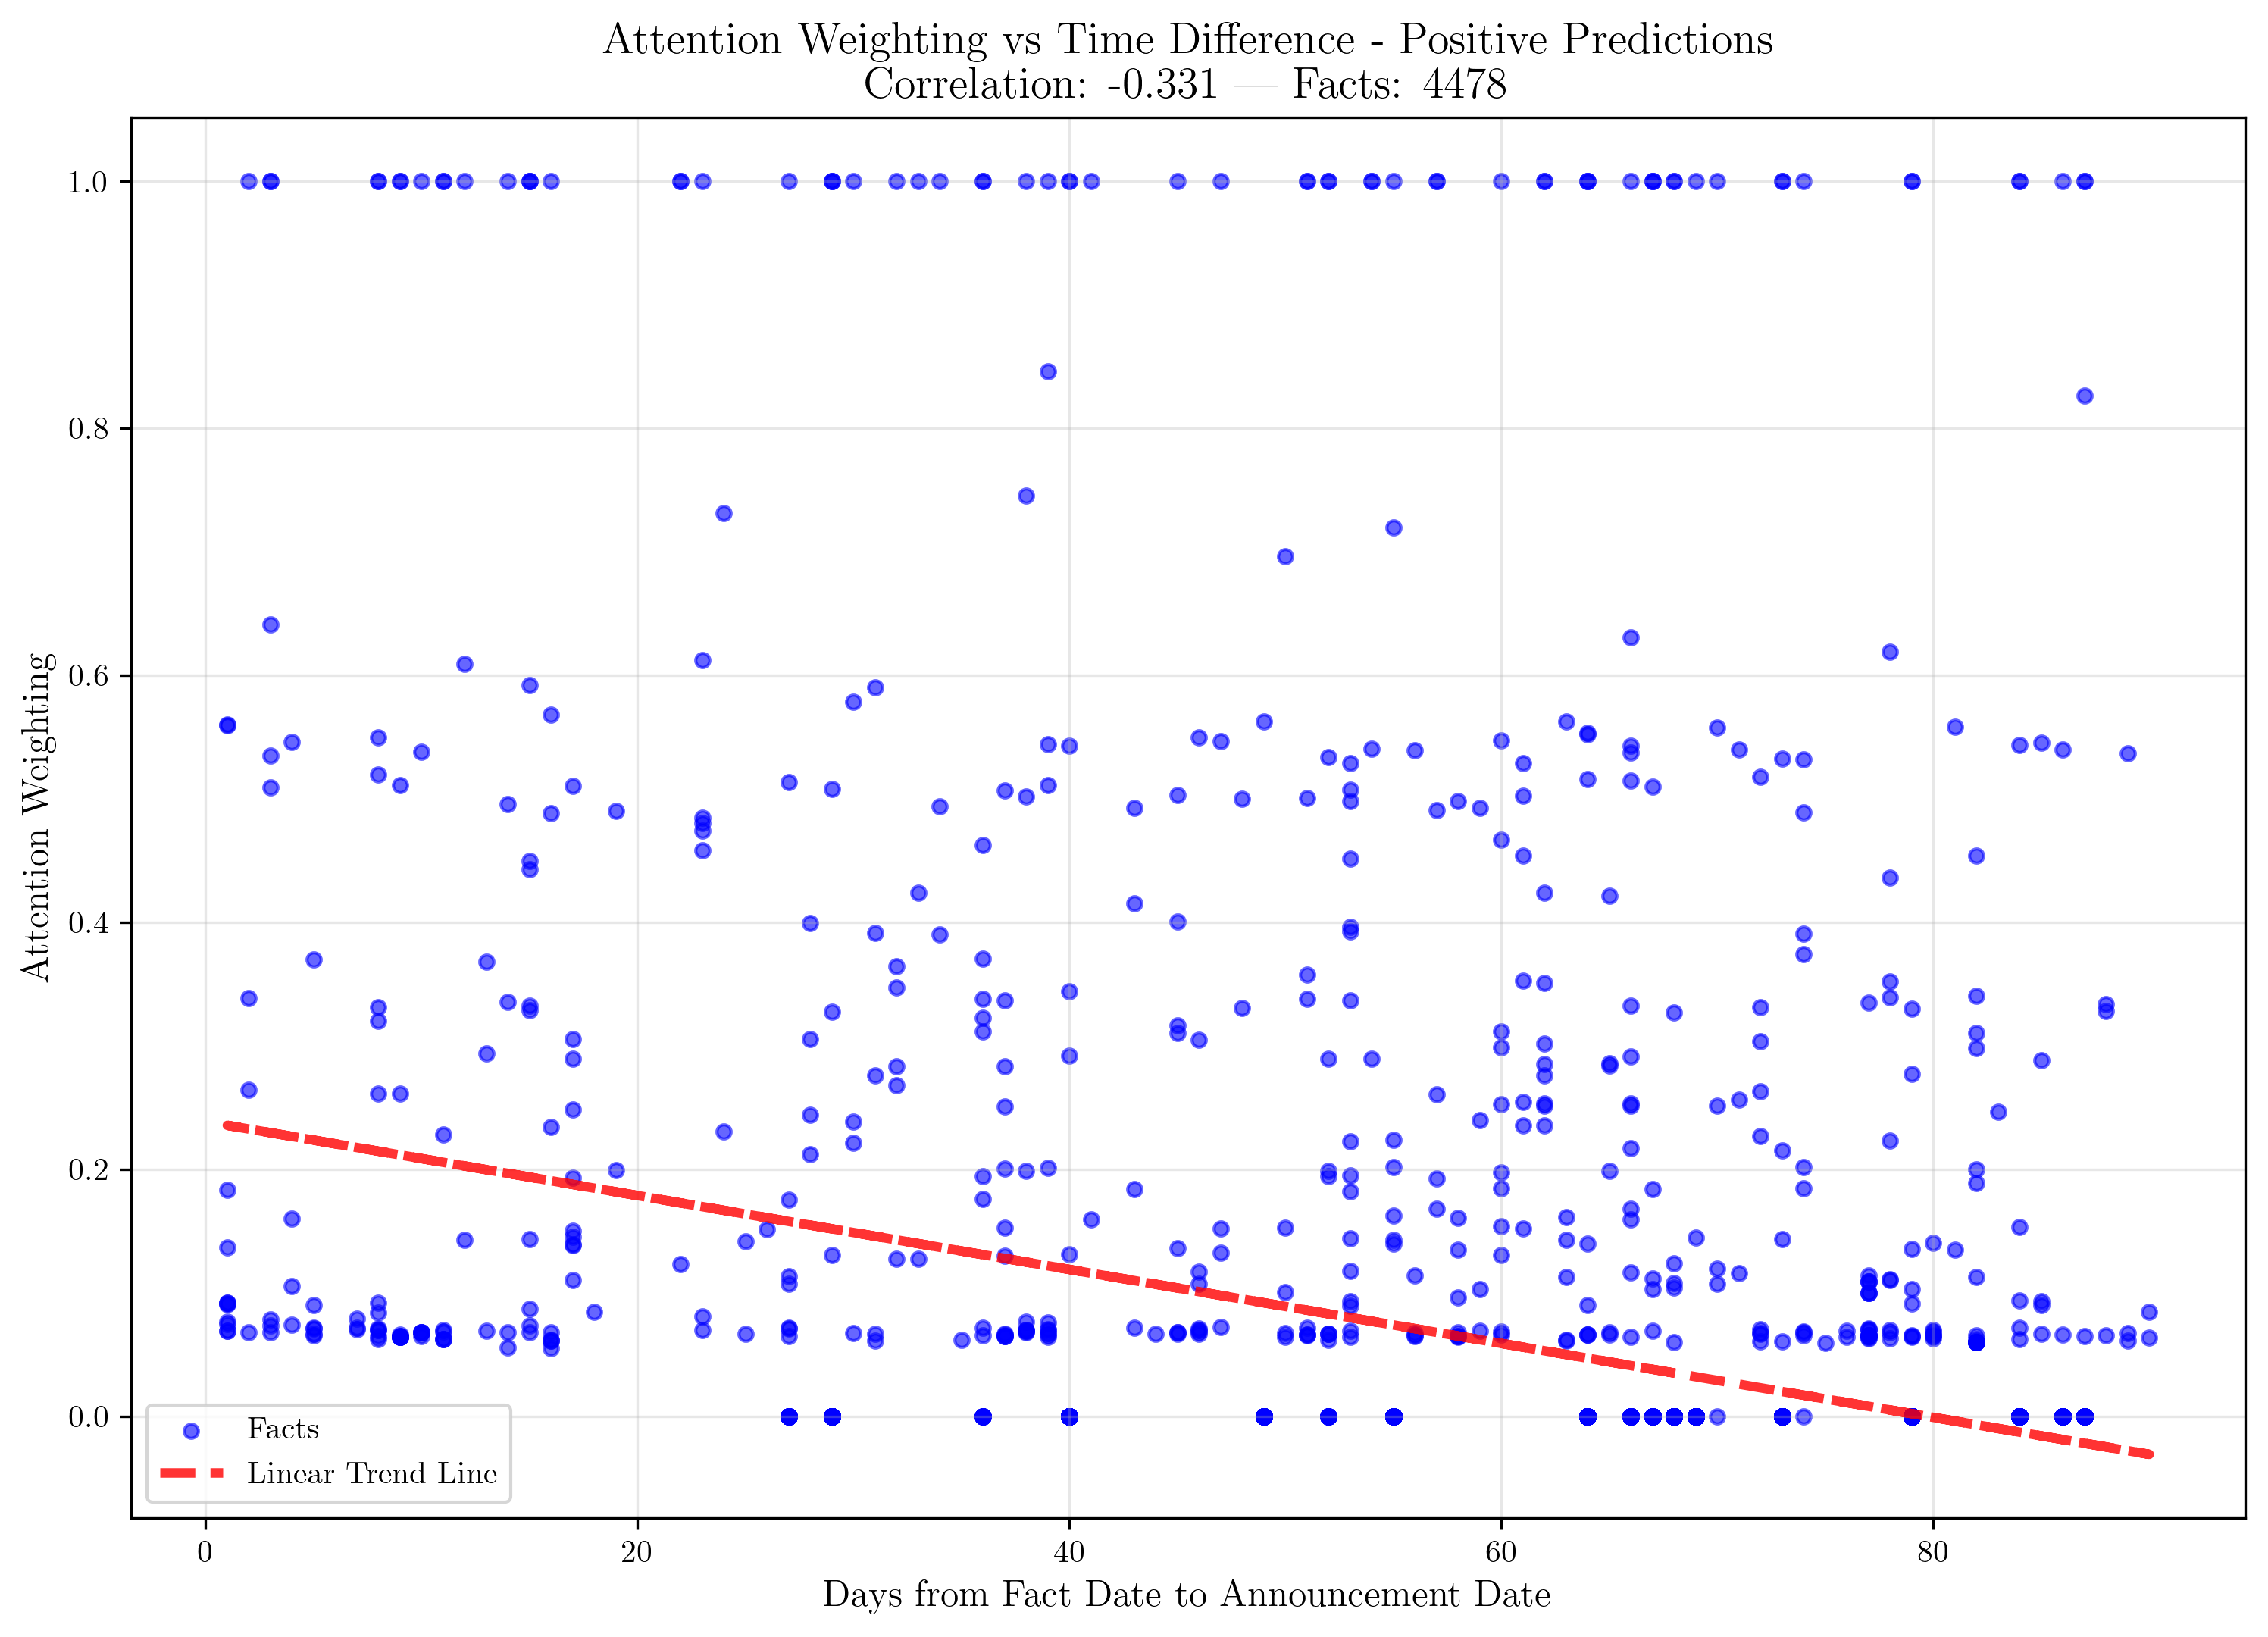 Attention Weighting vs Time Difference - Positive Predictions
Correlation: -0.331 — Facts: 4478
Attention Weighting
1.0
0.8
0.6
0.4
0.2
0.0
Facts
Linear Trend Line
0 20 40 60 80
Days from Fact Date to Announcement Date